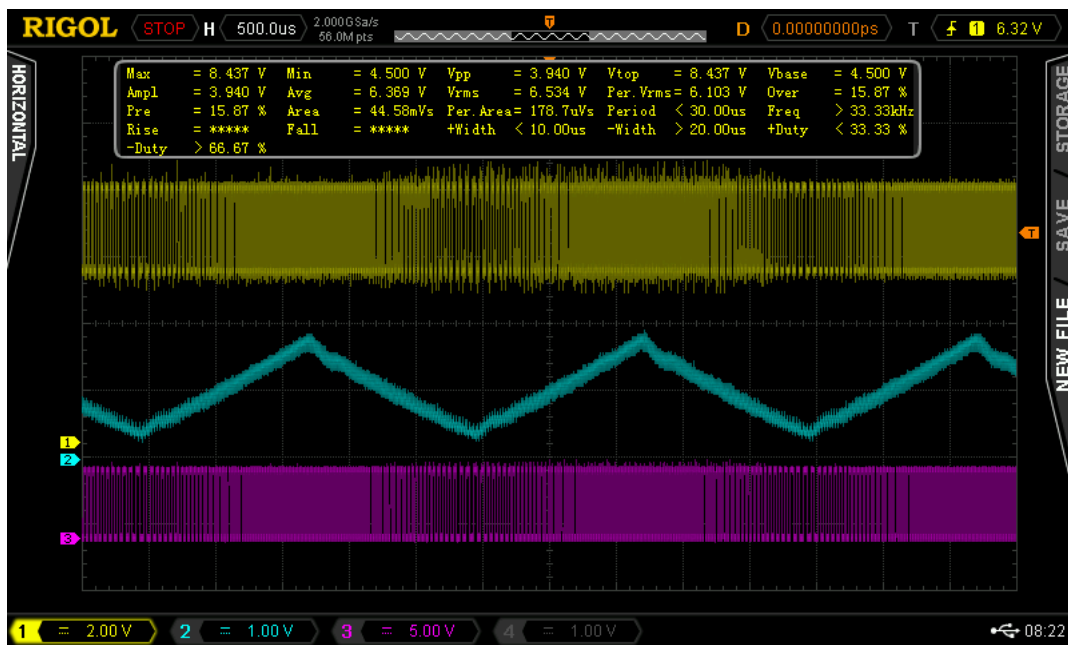 RIGOL STOP H 500.0us 2.000GSa/s 56.0M pts D 0.00000000ps T 1 6.32 V
HORIZONTAL
Max = 8.437 V Min = 4.500 V Vpp = 3.940 V Vtop = 8.437 V Vbase = 4.500 V
Ampl = 3.940 V Avg = 6.369 V Vrms = 6.534 V Per.Vrms= 6.103 V Over = 15.87 %
Pre = 15.87 % Area = 44.58mVs Per.Area= 178.7uVs Period < 30.00us Freq > 33.33kHz
Rise = ***** Fall = ***** +Width < 10.00us -Width > 20.00us +Duty < 33.33 %
-Duty > 66.67 %
STORAGE
SAVE
NEW FILE
T
T
1
2
3
1 = 2.00 V 2 = 1.00 V 3 = 5.00 V 4 = 1.00 V 08:22